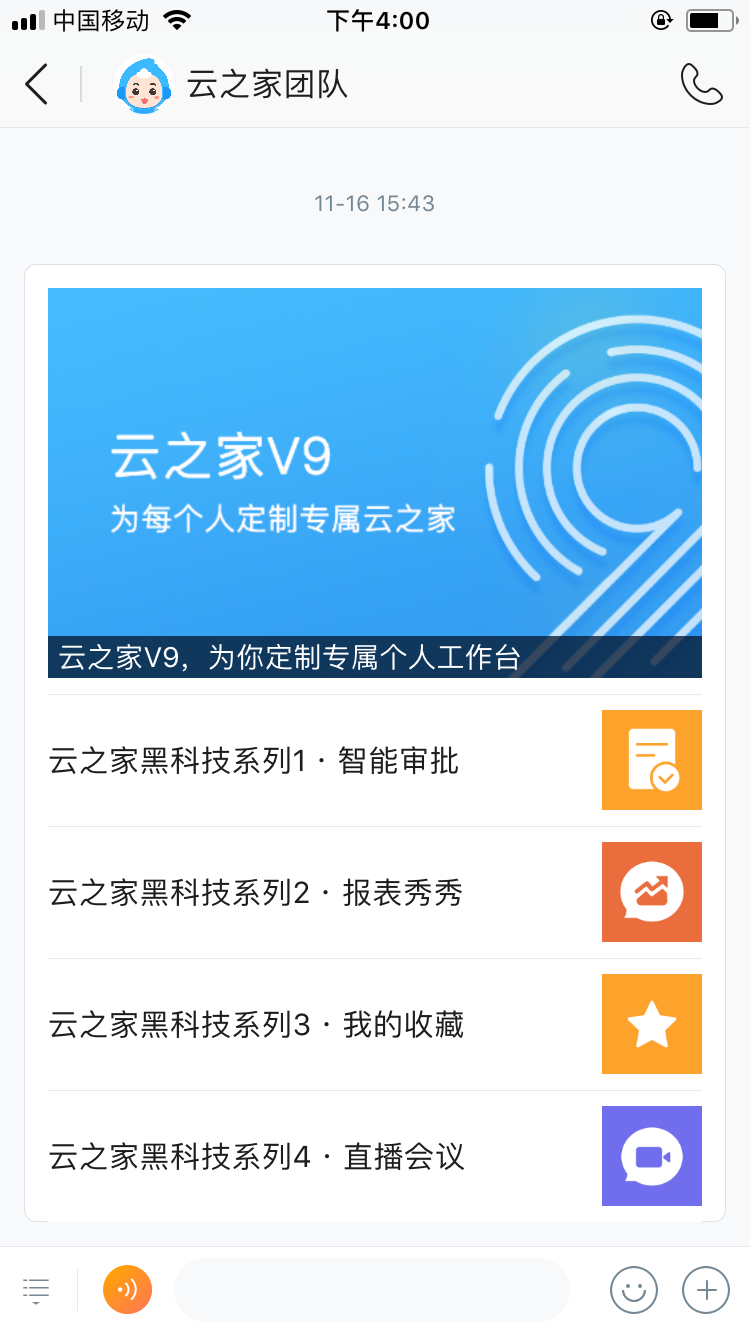 中国移动
下午4:00
云之家团队
11-16 15:43
云之家V9
为每个人定制专属云之家
云之家V9，为你定制专属个人工作台
云之家黑科技系列1 · 智能审批
云之家黑科技系列2 · 报表秀秀
云之家黑科技系列3 · 我的收藏
云之家黑科技系列4 · 直播会议